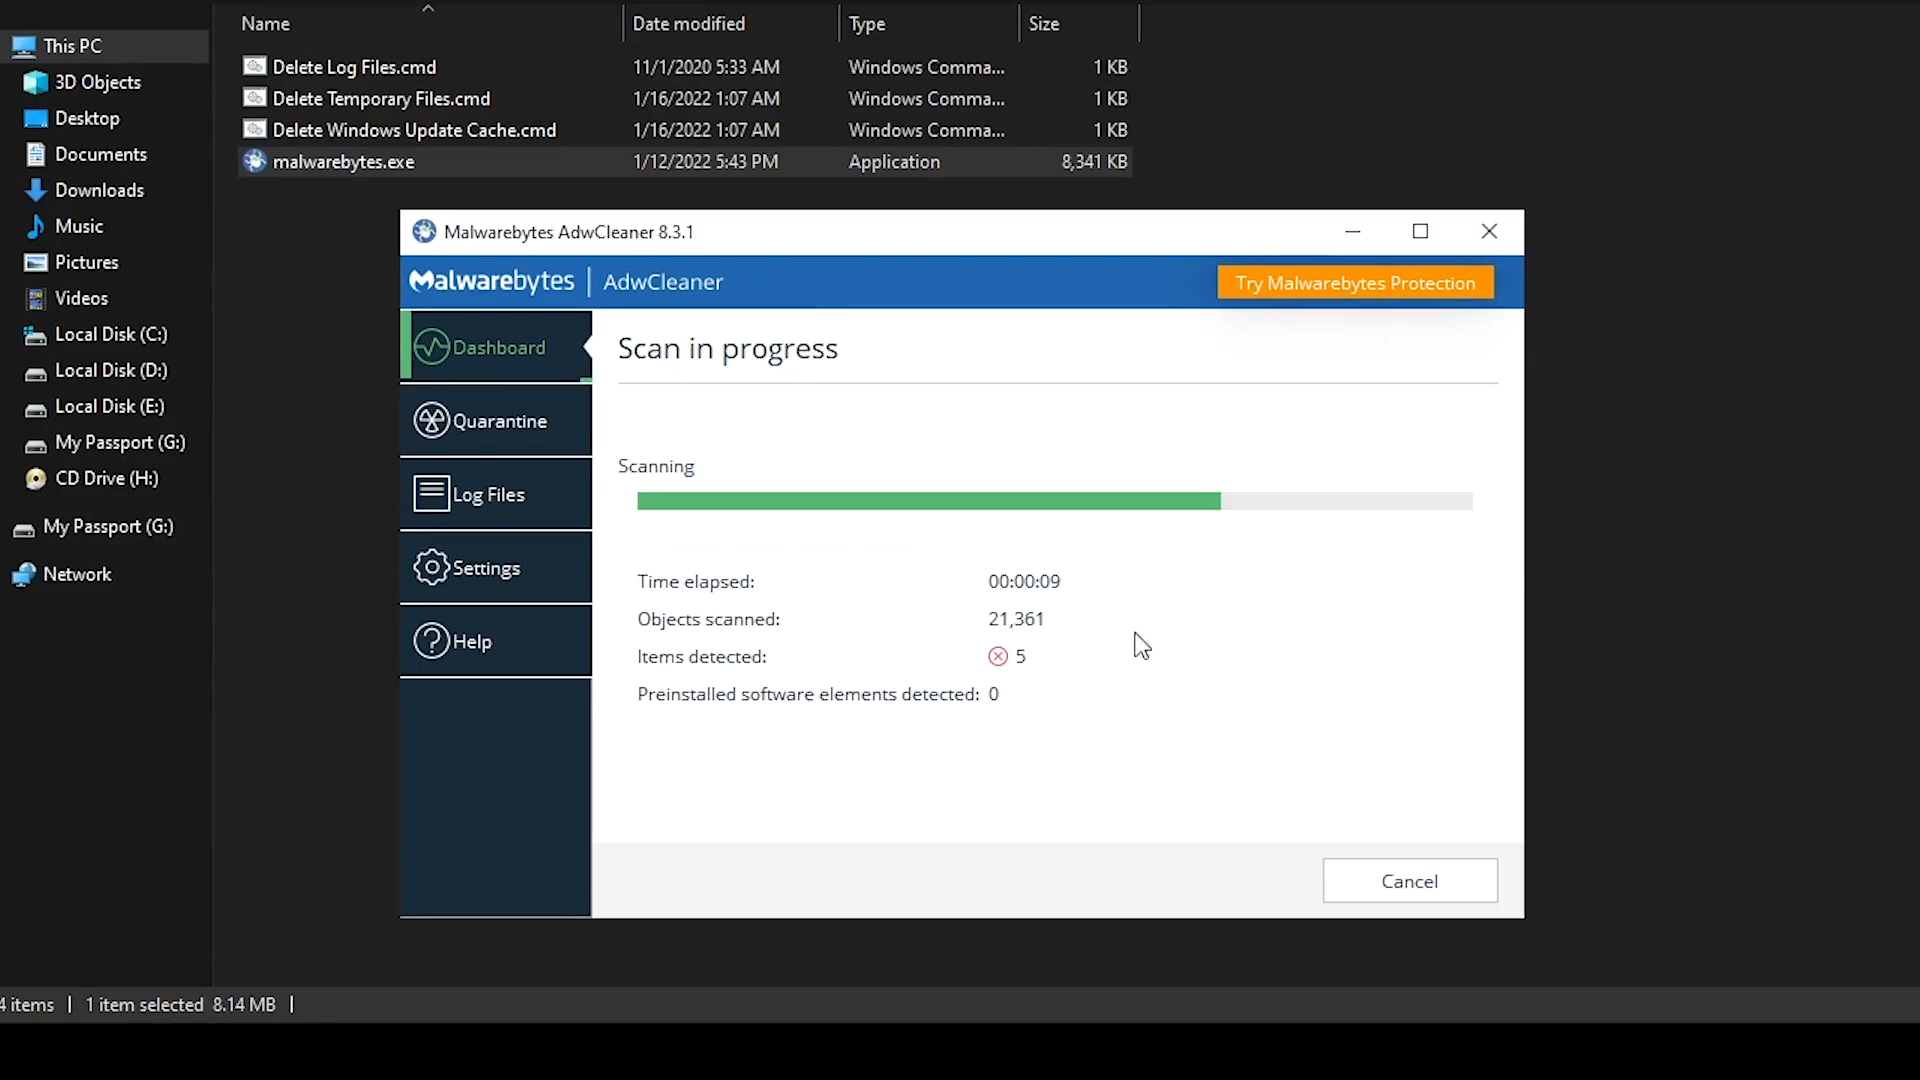 Name Date modified Type Size
Delete Log Files.cmd 11/1/2020 5:33 AM Windows Comma... 1 KB
Delete Temporary Files.cmd 1/16/2022 1:07 AM Windows Comma... 1 KB
Delete Windows Update Cache.cmd 1/16/2022 1:07 AM Windows Comma... 1 KB
malwarebytes.exe 1/12/2022 5:43 PM Application 8,341 KB
This PC
3D Objects
Desktop
Documents
Downloads
Music
Pictures
Videos
Local Disk (C:)
Local Disk (D:)
Local Disk (E:)
My Passport (G:)
CD Drive (H:)
My Passport (G:)
Network
Malwarebytes AdwCleaner 8.3.1
Malwarebytes | AdwCleaner
Try Malwarebytes Protection
Dashboard
Quarantine
Log Files
Settings
Help
Scan in progress
Scanning
Time elapsed: 00:00:09
Objects scanned: 21,361
Items detected: 5
Preinstalled software elements detected: 0
Cancel
4 items | 1 item selected 8.14 MB |